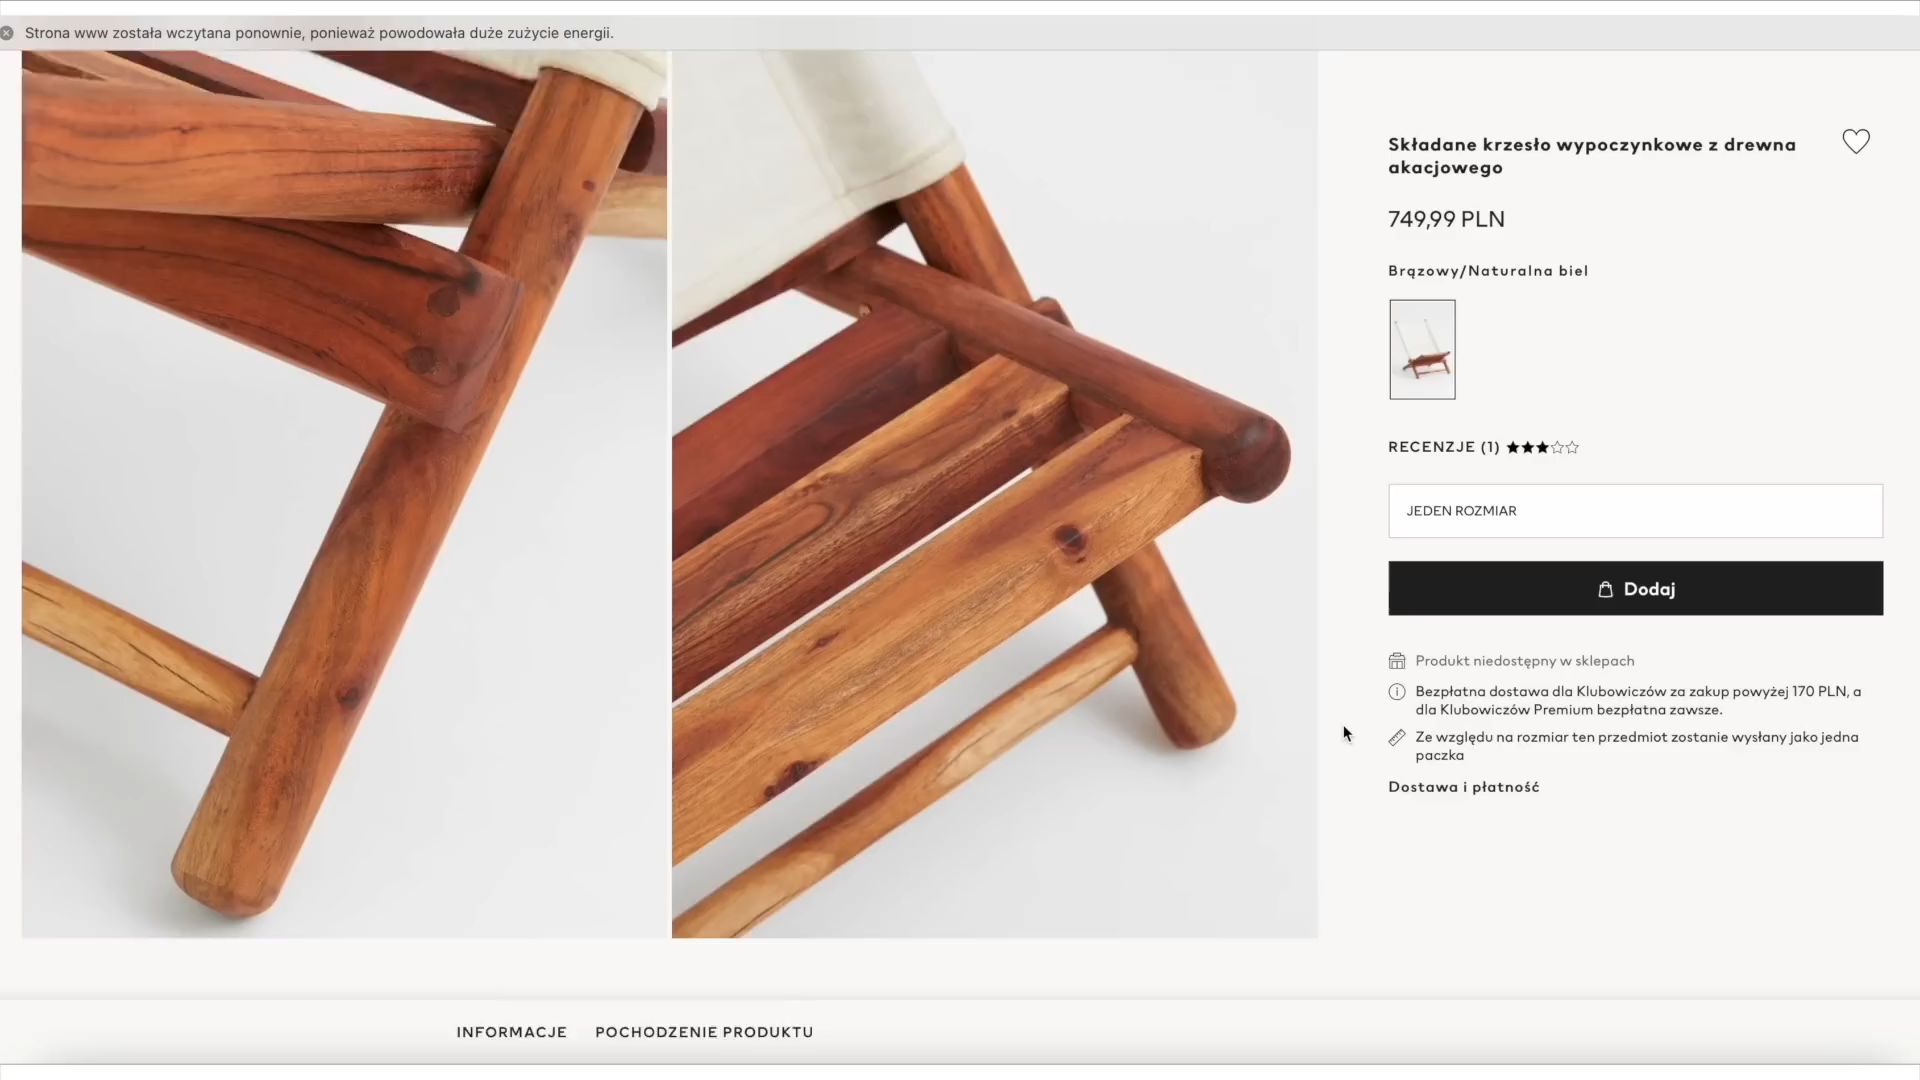 Strona www została wczytana ponownie, ponieważ powodowała duże zużycie energii.
Składane krzesło wypoczynkowe z drewna
akacjowego
749,99 PLN
Brązowy/Naturalna biel
RECENZJE (1)
JEDEN ROZMIAR
Dodaj
Produkt niedostępny w sklepach
Bezpłatna dostawa dla Klubowiczów za zakup powyżej 170 PLN, a
dla Klubowiczów Premium bezpłatna zawsze.
Ze względu na rozmiar ten przedmiot zostanie wysłany jako jedna
paczka
Dostawa i płatność
INFORMACJE
POCHODZENIE PRODUKTU